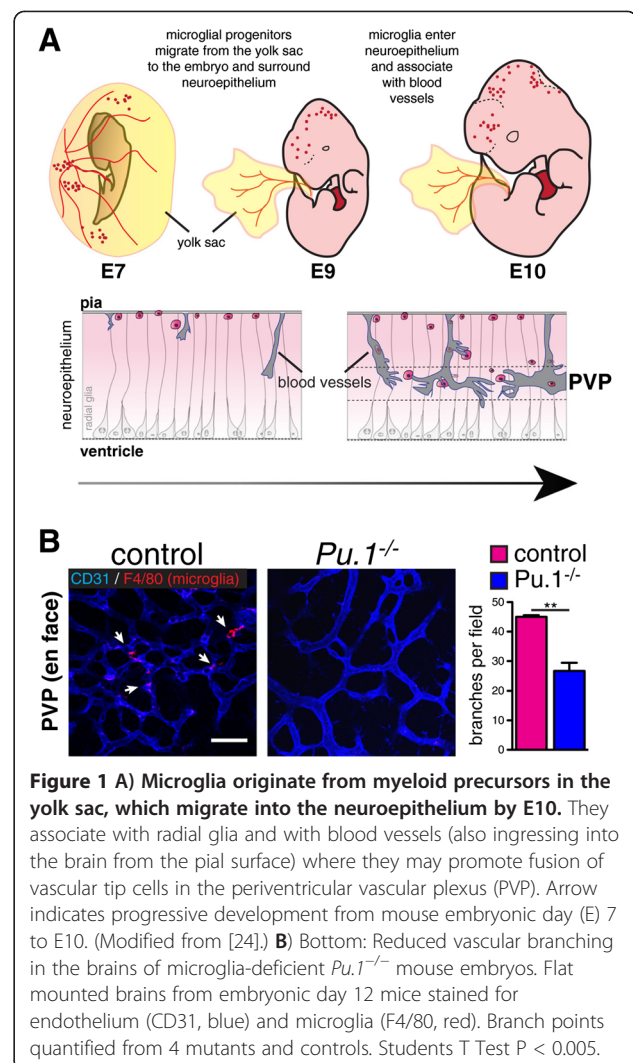 A
microglial progenitors
migrate from the yolk sac
to the embryo and surround
neuroepithelium
microglia enter
neuroepithelium
and associate
with blood
vessels
yolk sac
E7
E9
E10
pia
neuroepithelium
radial glia
blood vessels
PVP
ventricle
B
control
Pu.1-/-
CD31 / F4/80 (microglia)
PVP (en face)
control
Pu.1-/-
**
branches per field
50
40
30
20
10
0
Figure 1 A) Microglia originate from myeloid precursors in the
yolk sac, which migrate into the neuroepithelium by E10. They
associate with radial glia and with blood vessels (also ingressing into
the brain from the pial surface) where they may promote fusion of
vascular tip cells in the periventricular vascular plexus (PVP). Arrow
indicates progressive development from mouse embryonic day (E) 7
to E10. (Modified from [24].) B) Bottom: Reduced vascular branching
in the brains of microglia-deficient Pu.1−/− mouse embryos. Flat
mounted brains from embryonic day 12 mice stained for
endothelium (CD31, blue) and microglia (F4/80, red). Branch points
quantified from 4 mutants and controls. Students T Test P < 0.005.